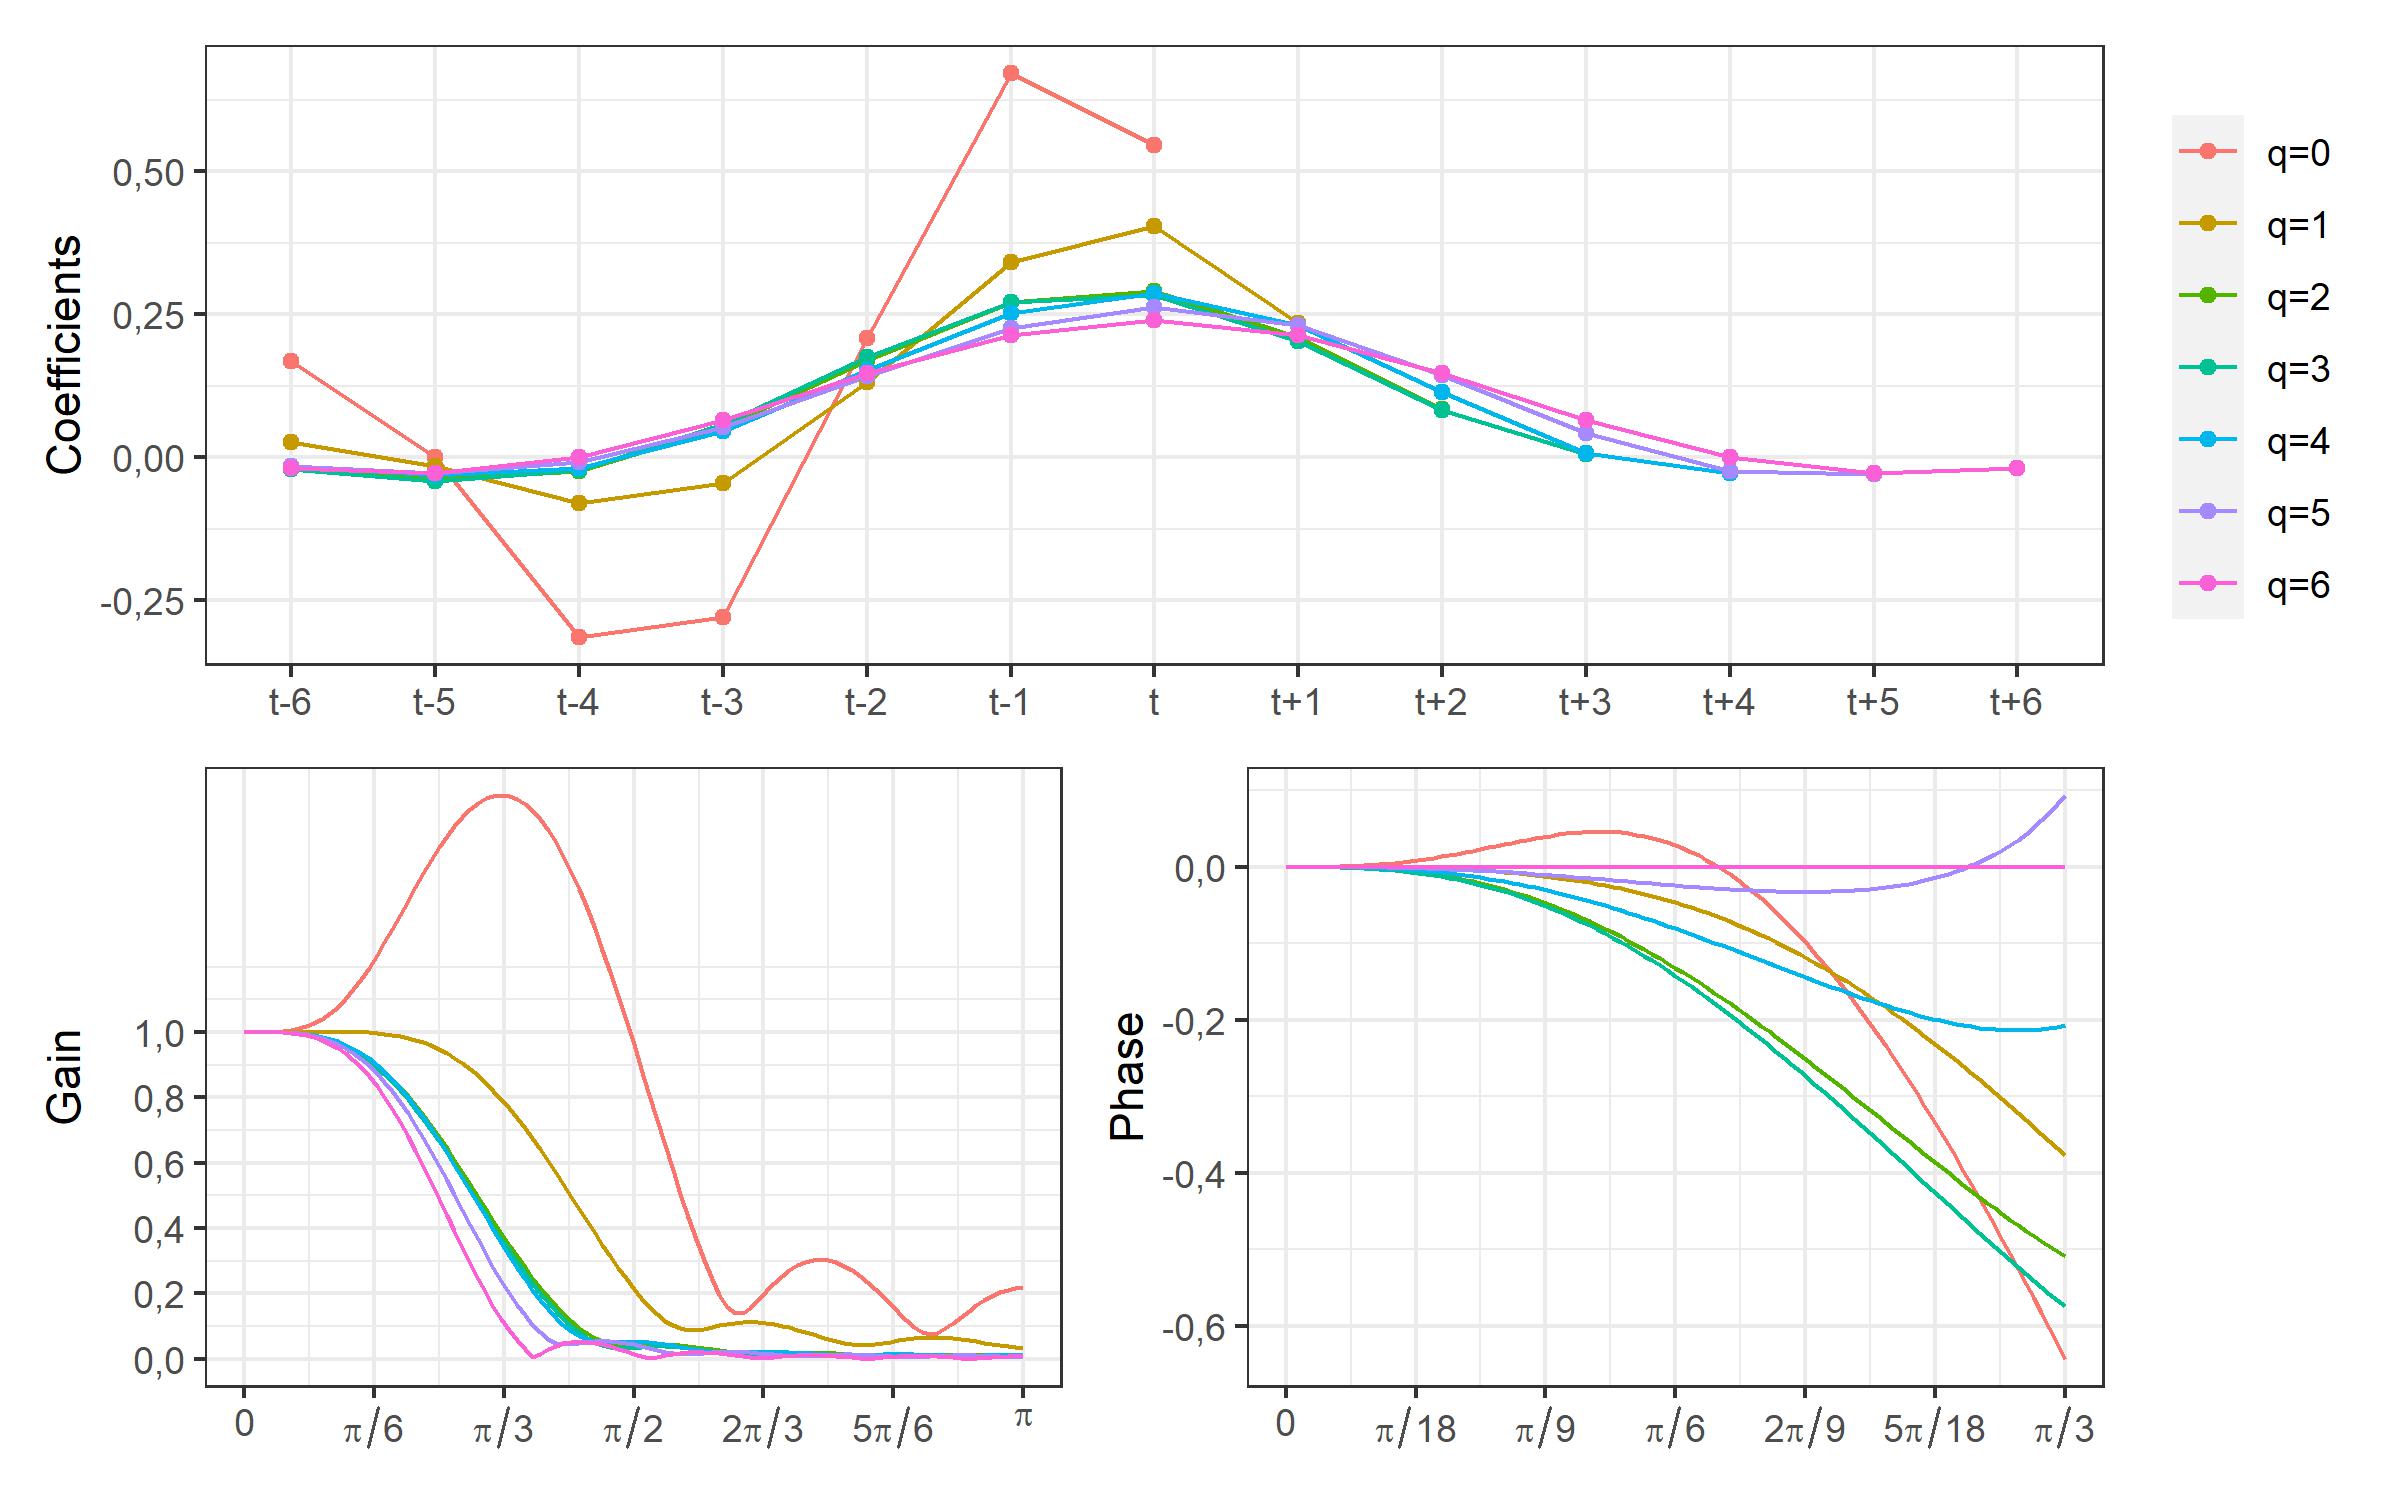 Coefficients
0,50
0,25
0,00
-0,25
t-6 t-5 t-4 t-3 t-2 t-1 t t+1 t+2 t+3 t+4 t+5 t+6
q=0
q=1
q=2
q=3
q=4
q=5
q=6
Gain
1,0
0,8
0,6
0,4
0,2
0,0
0 π/6 π/3 π/2 2π/3 5π/6 π
Phase
0,0
-0,2
-0,4
-0,6
0 π/18 π/9 π/6 2π/9 5π/18 π/3